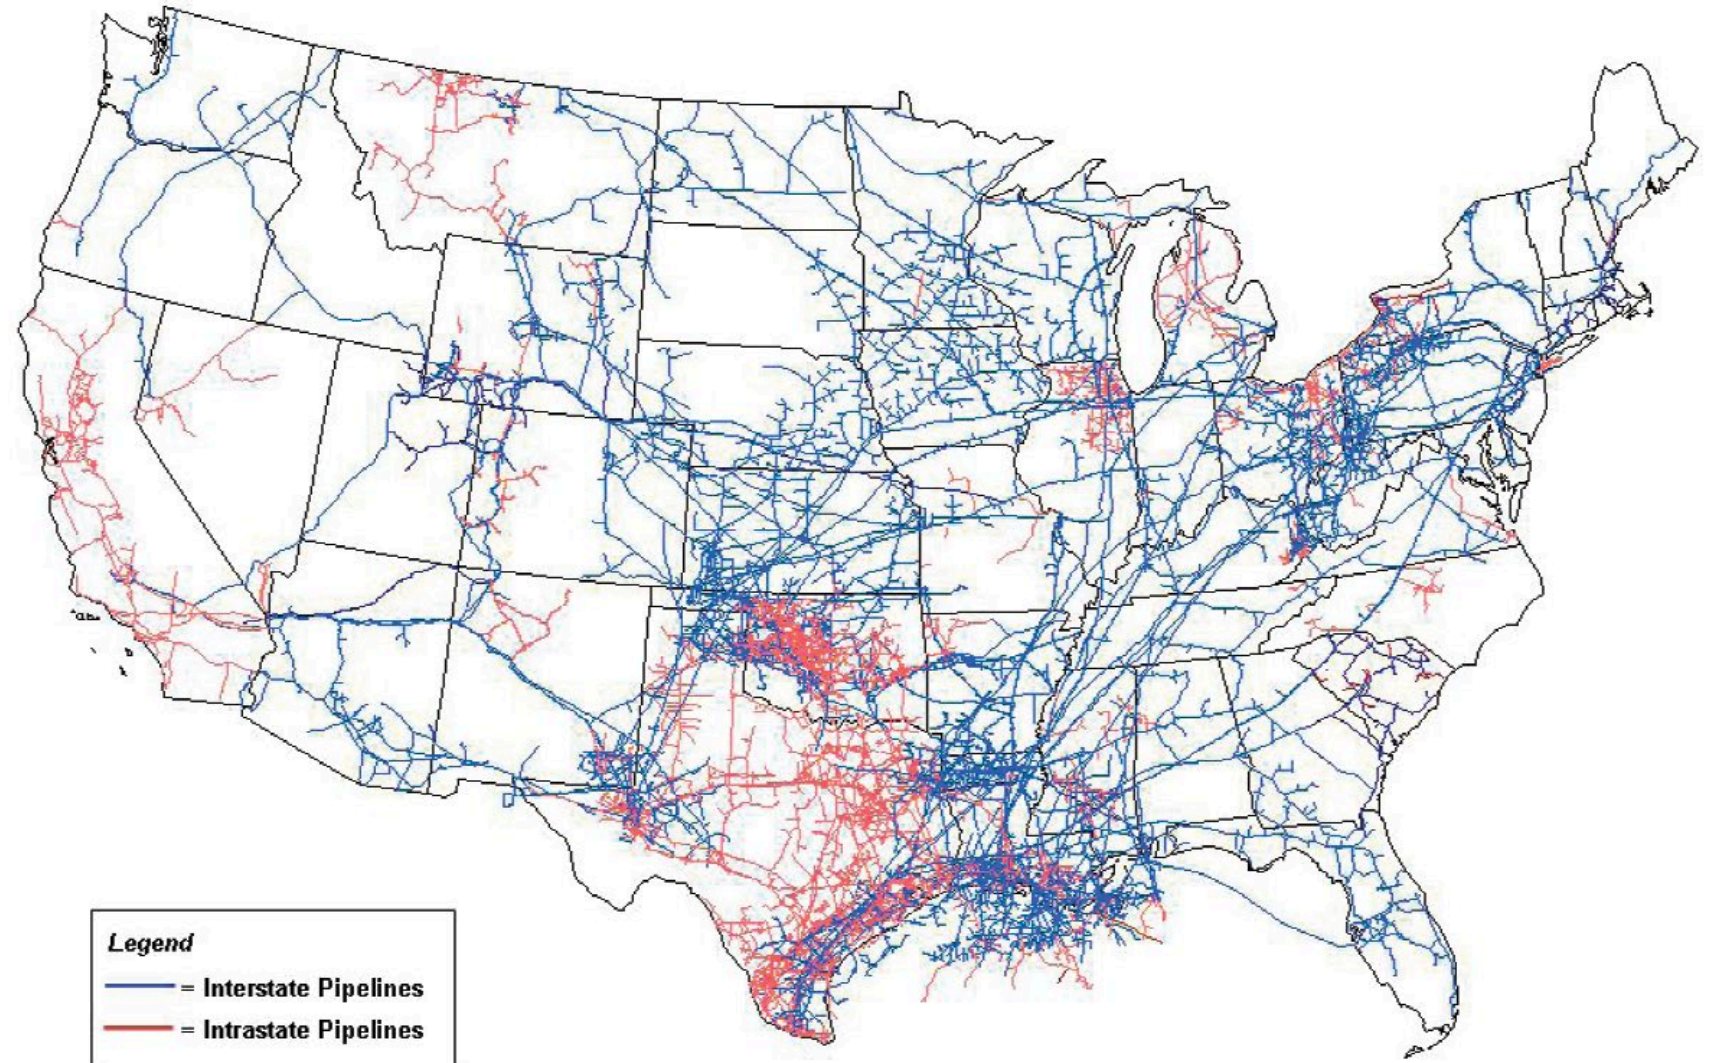 Legend
= Interstate Pipelines
= Intrastate Pipelines